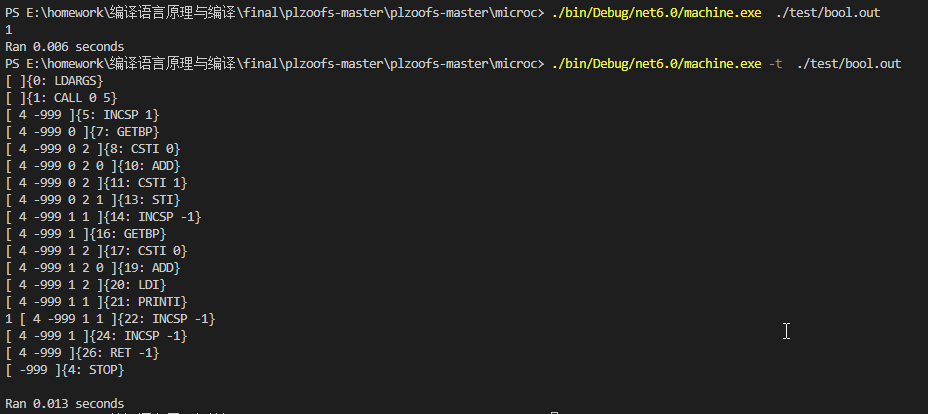 PS E:\homework\编译语言原理与编译\final\plzoofs-master\plzoofs-master\microc> ./bin/Debug/net6.0/machine.exe  ./test/bool.out
1
Ran 0.006 seconds
PS E:\homework\编译语言原理与编译\final\plzoofs-master\plzoofs-master\microc> ./bin/Debug/net6.0/machine.exe -t  ./test/bool.out
[ ]{0: LDARGS}
[ ]{1: CALL 0 5}
[ 4 -999 ]{5: INCSP 1}
[ 4 -999 0 ]{7: GETBP}
[ 4 -999 0 2 ]{8: CSTI 0}
[ 4 -999 0 2 0 ]{10: ADD}
[ 4 -999 0 2 ]{11: CSTI 1}
[ 4 -999 0 2 1 ]{13: STI}
[ 4 -999 1 1 ]{14: INCSP -1}
[ 4 -999 1 ]{16: GETBP}
[ 4 -999 1 2 ]{17: CSTI 0}
[ 4 -999 1 2 0 ]{19: ADD}
[ 4 -999 1 2 ]{20: LDI}
[ 4 -999 1 1 ]{21: PRINTI}
1 [ 4 -999 1 1 ]{22: INCSP -1}
[ 4 -999 1 ]{24: INCSP -1}
[ 4 -999 ]{26: RET -1}
[ -999 ]{4: STOP}
Ran 0.013 seconds